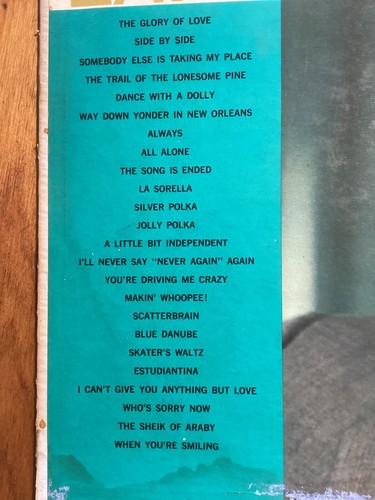 THE GLORY OF LOVE
SIDE BY SIDE
SOMEBODY ELSE IS TAKING MY PLACE
THE TRAIL OF THE LONESOME PINE
DANCE WITH A DOLLY
WAY DOWN YONDER IN NEW ORLEANS
ALWAYS
ALL ALONE
THE SONG IS ENDED
LA SORELLA
SILVER POLKA
JOLLY POLKA
A LITTLE BIT INDEPENDENT
I'LL NEVER SAY "NEVER AGAIN" AGAIN
YOU'RE DRIVING ME CRAZY
MAKIN' WHOOPEE!
SCATTERBRAIN
BLUE DANUBE
SKATER'S WALTZ
ESTUDIANTINA
I CAN'T GIVE YOU ANYTHING BUT LOVE
WHO'S SORRY NOW
THE SHEIK OF ARABY
WHEN YOU'RE SMILING